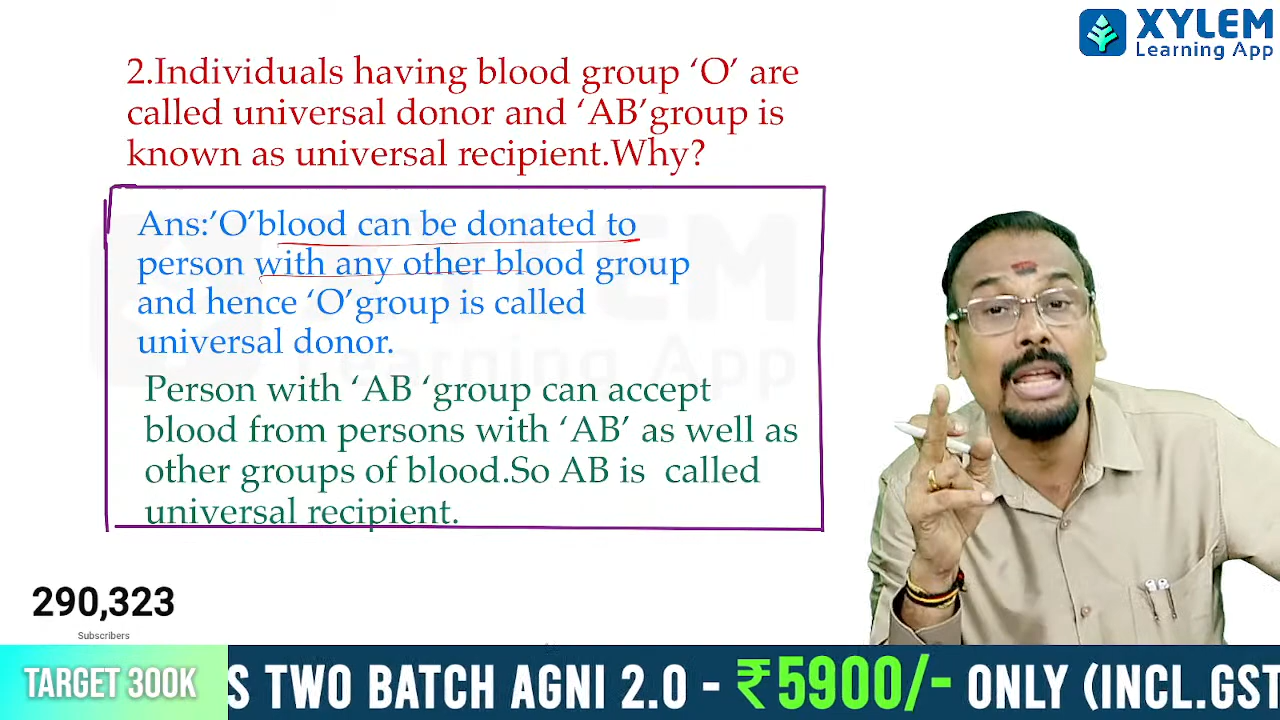 XYLEM
Learning App
2.Individuals having blood group ‘O’ are
called universal donor and ‘AB’group is
known as universal recipient.Why?
Ans:’O’blood can be donated to
person with any other blood group
and hence ‘O’group is called
universal donor.
Person with ‘AB ‘group can accept
blood from persons with ‘AB’ as well as
other groups of blood.So AB is called
universal recipient.
XYLEM
Learning App
290,323
Subscribers
TARGET 300K
S TWO BATCH AGNI 2.0 - ₹5900/- ONLY (INCL.GST